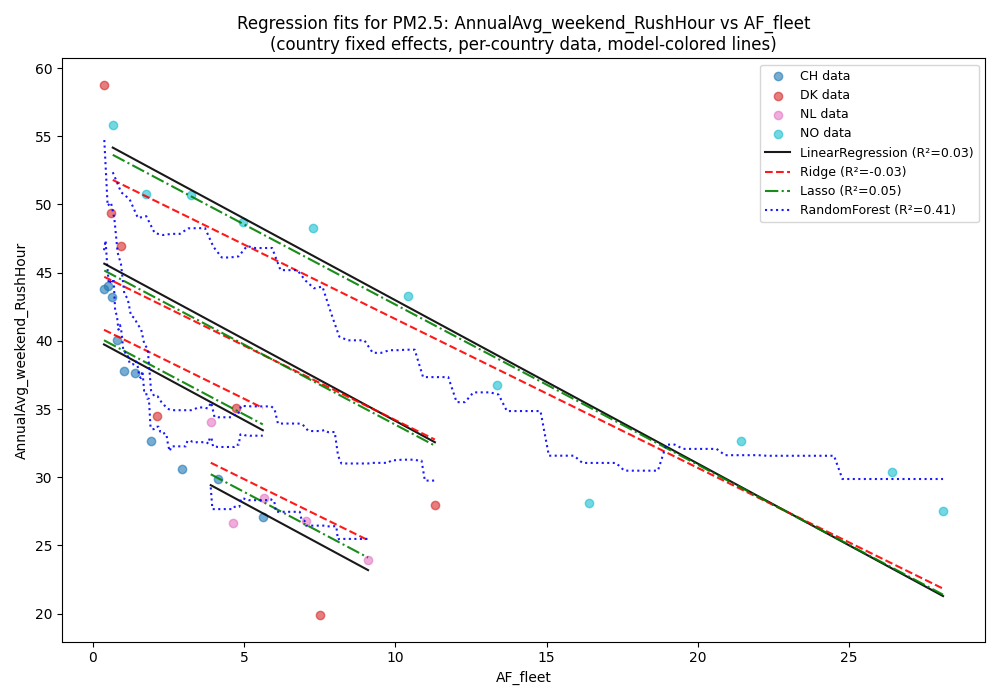 Regression fits for PM2.5: AnnualAvg_weekend_RushHour vs AF_fleet
(country fixed effects, per-country data, model-colored lines)
CH data
DK data
NL data
NO data
LinearRegression (R²=0.03)
Ridge (R²=-0.03)
Lasso (R²=0.05)
RandomForest (R²=0.41)
AnnualAvg_weekend_RushHour
60
55
50
45
40
35
30
25
20
0 5 10 15 20 25
AF_fleet